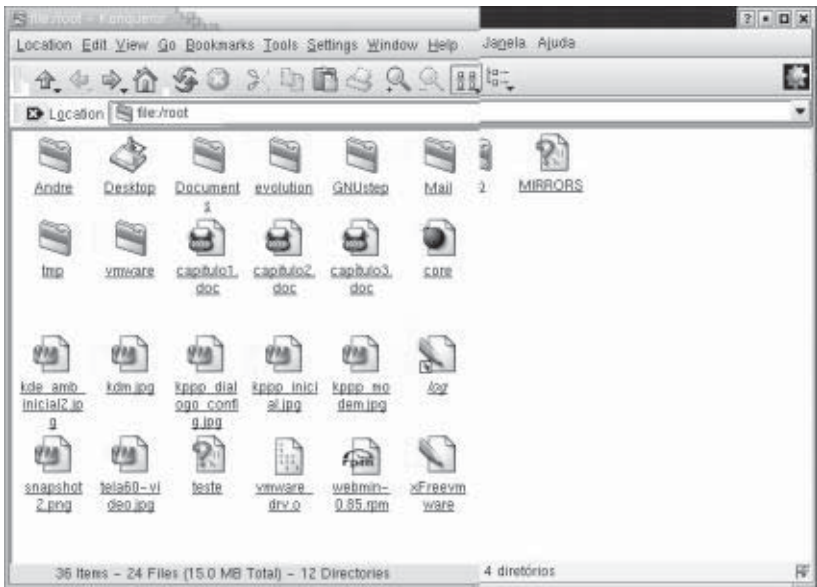 file:/root - Konqueror
Location Edit View Go Bookmarks Tools Settings Window Help Janela Ajuda
Location file:/root
Andre Desktop Document evolution GNUstep Mail 2 MIRRORS
s
tmp vmware capitulo1. capitulo2. capitulo3. core
doc doc doc
kde_amb_ kdm.jpg kppp_dial kppp_inici kppp_mo log
inicial2.jp ogo_confi al.jpg dem.jpg
g g.jpg
snapshot tela60-vi teste vmware_ webmin- xFreevm
2.png deo.jpg drv.o 0.85.rpm ware
36 Items - 24 Files (15.0 MB Total) - 12 Directories 4 diretórios